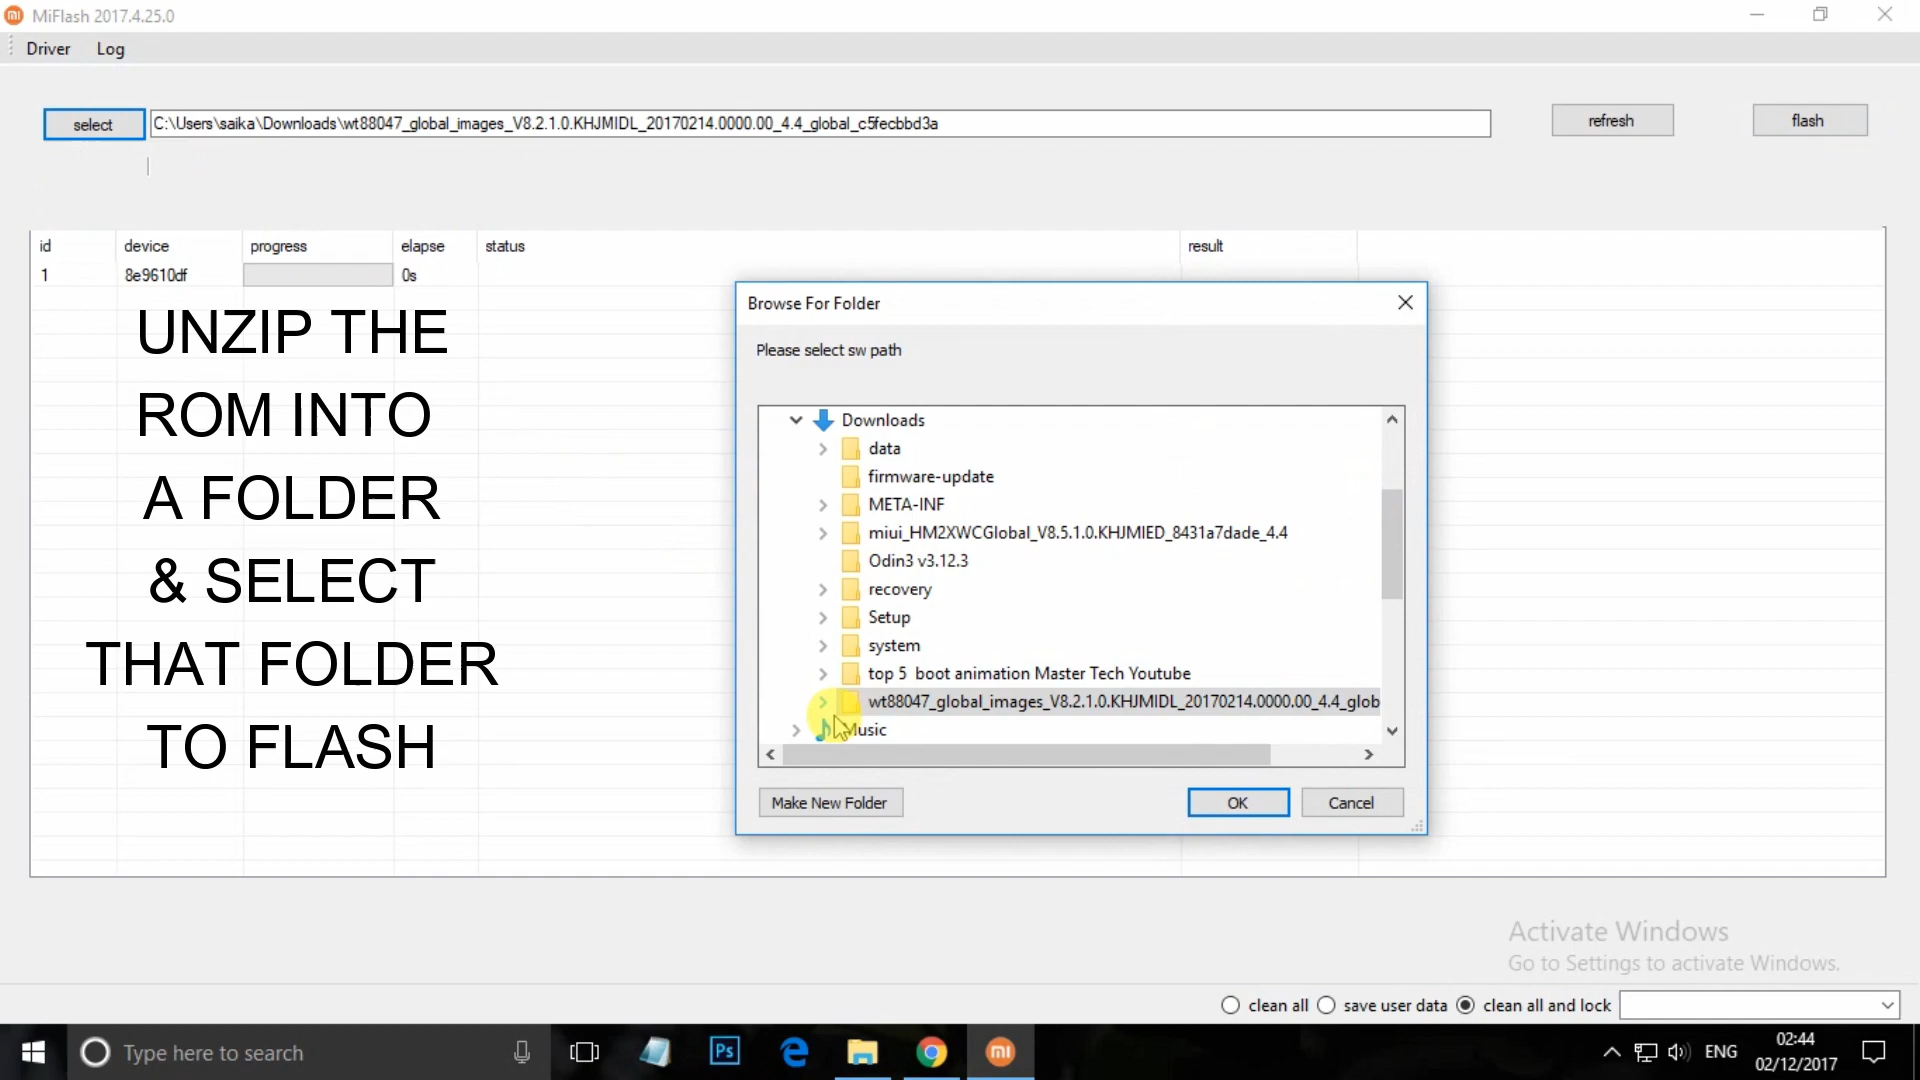 MiFlash 2017.4.25.0
Driver Log
select C:\Users\saika\Downloads\wt88047_global_images_V8.2.1.0.KHJMIDL_20170214.0000.00_4.4_global_c5fecbbd3a refresh flash
id device progress elapse status result
1 8e9610df 0s
UNZIP THE
ROM INTO
A FOLDER
& SELECT
THAT FOLDER
TO FLASH
Browse For Folder
Please select sw path
Downloads
data
firmware-update
META-INF
miui_HM2XWCGlobal_V8.5.1.0.KHJMIED_8431a7dade_4.4
Odin3 v3.12.3
recovery
Setup
system
top 5 boot animation Master Tech Youtube
wt88047_global_images_V8.2.1.0.KHJMIDL_20170214.0000.00_4.4_glob
Music
Make New Folder OK Cancel
Activate Windows
Go to Settings to activate Windows.
clean all save user data clean all and lock
Type here to search
Ps
mi
ENG
02:44
02/12/2017